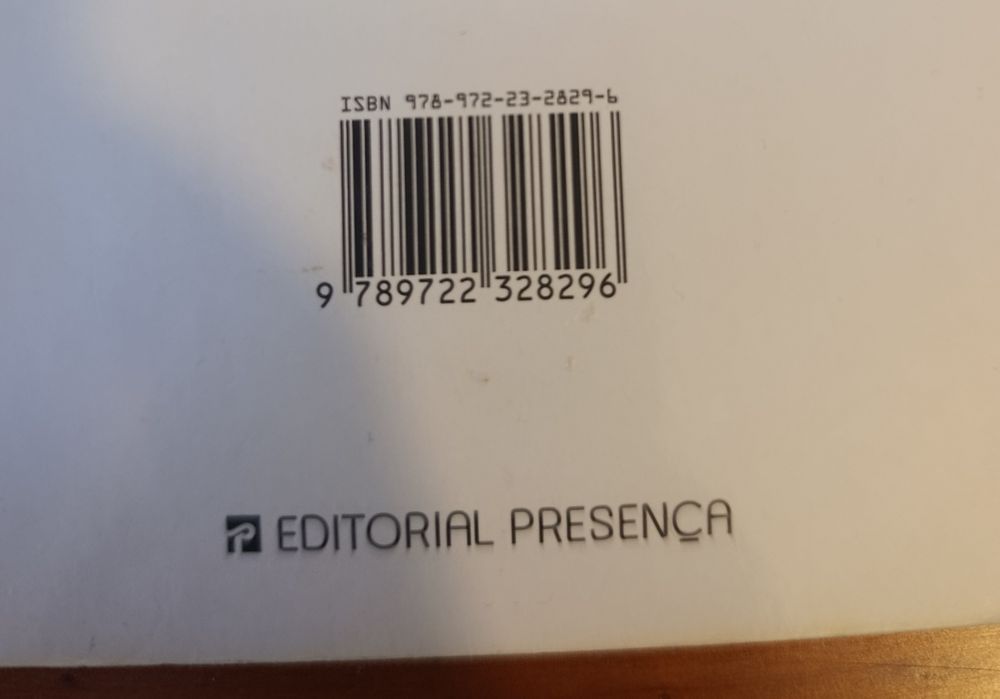 ISBN 978-972-23-2829-6
9 789722 328296
EDITORIAL PRESENÇA